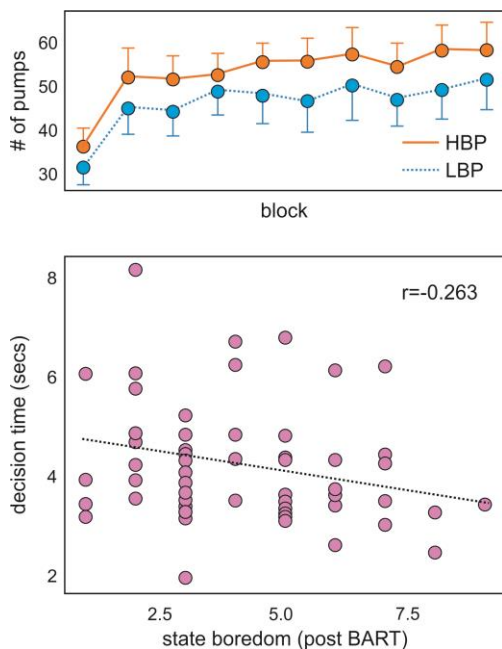 # of pumps
60
50
40
30
HBP
LBP
block
decision time (secs)
8
6
4
2
r=-0.263
2.5
5.0
7.5
state boredom (post BART)